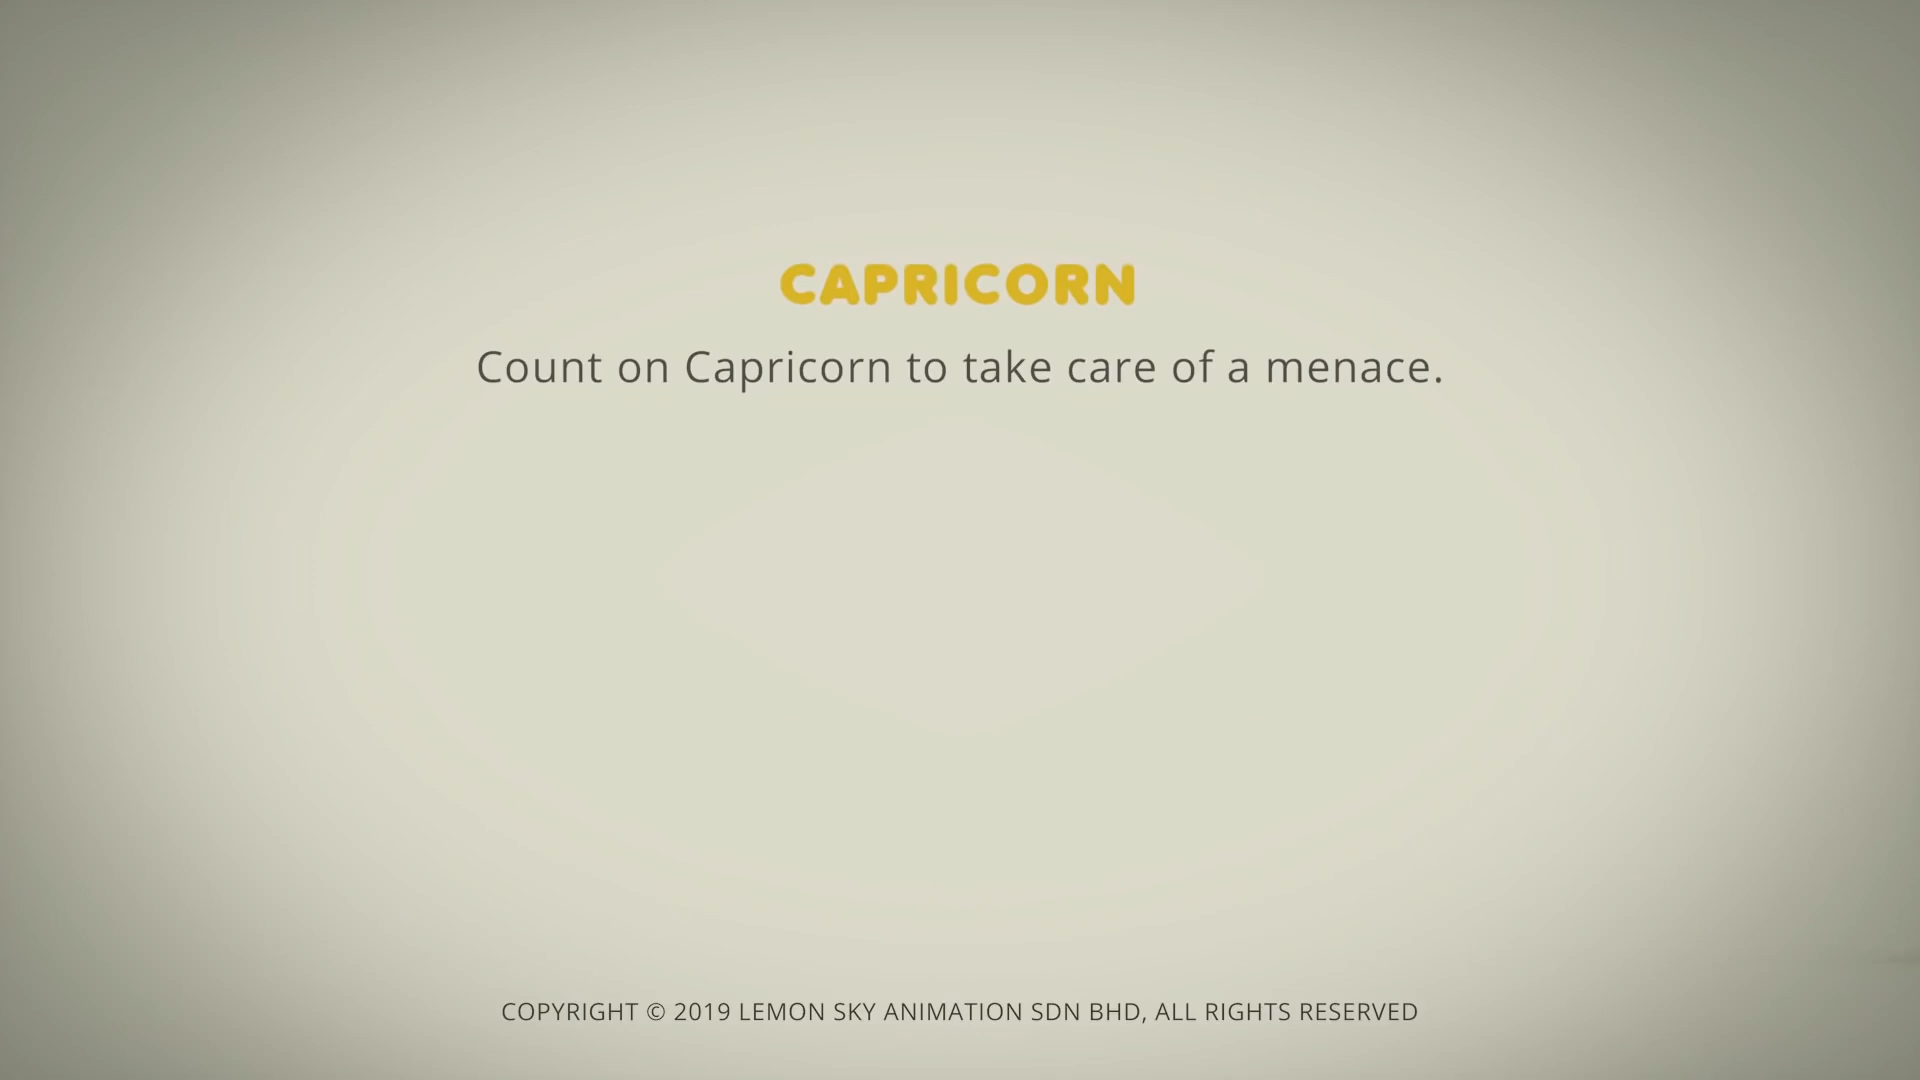 CAPRICORN
Count on Capricorn to take care of a menace.
COPYRIGHT © 2019 LEMON SKY ANIMATION SDN BHD, ALL RIGHTS RESERVED